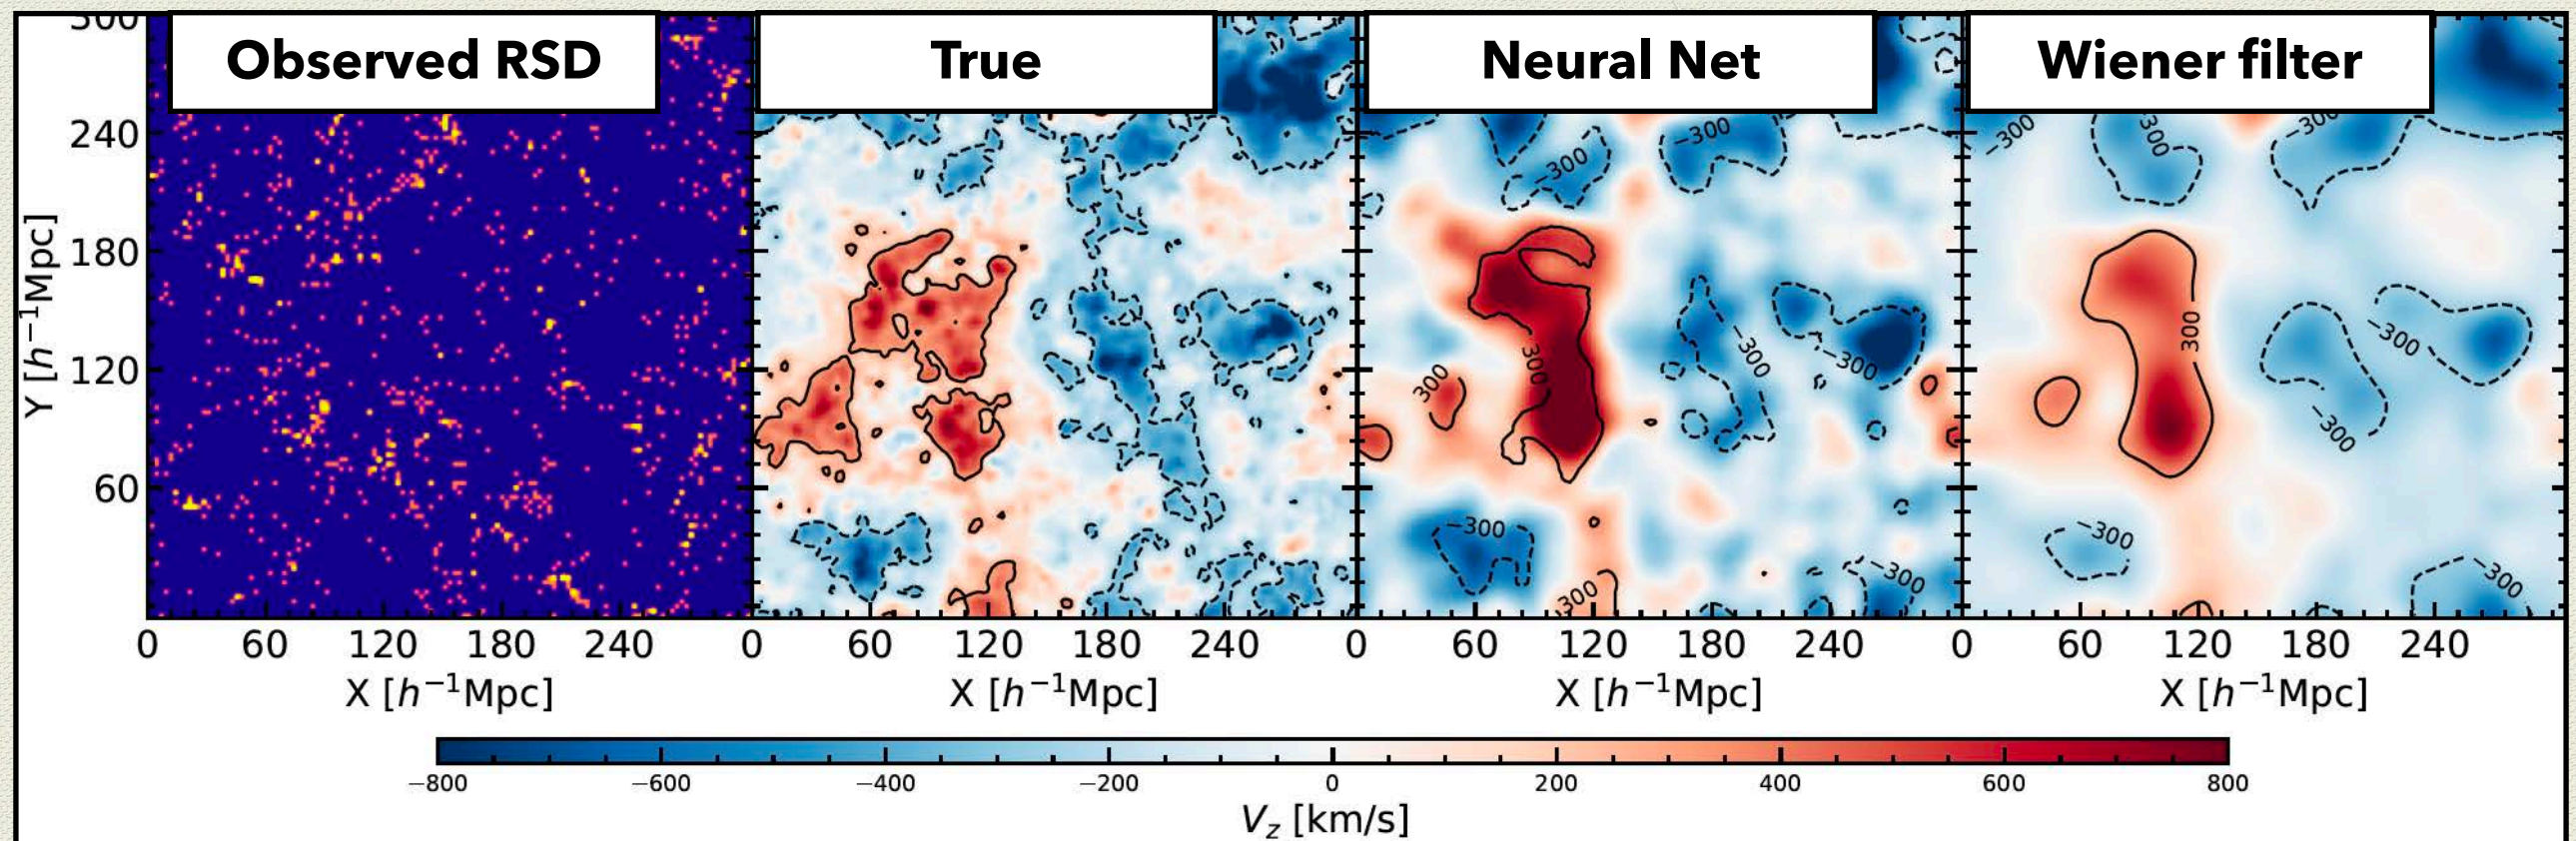 Observed RSD
True
Neural Net
Wiener filter
300
240
180
120
60
Y [h⁻¹Mpc]
−300
−300
−300
300
−300
300
300
−300
−300
−300
−300
300
300
−300
−300
−300
−300
0 60 120 180 240
0 60 120 180 240
0 60 120 180 240
0 60 120 180 240
X [h⁻¹Mpc]
X [h⁻¹Mpc]
X [h⁻¹Mpc]
X [h⁻¹Mpc]
−800 −600 −400 −200 0 200 400 600 800
V_z [km/s]